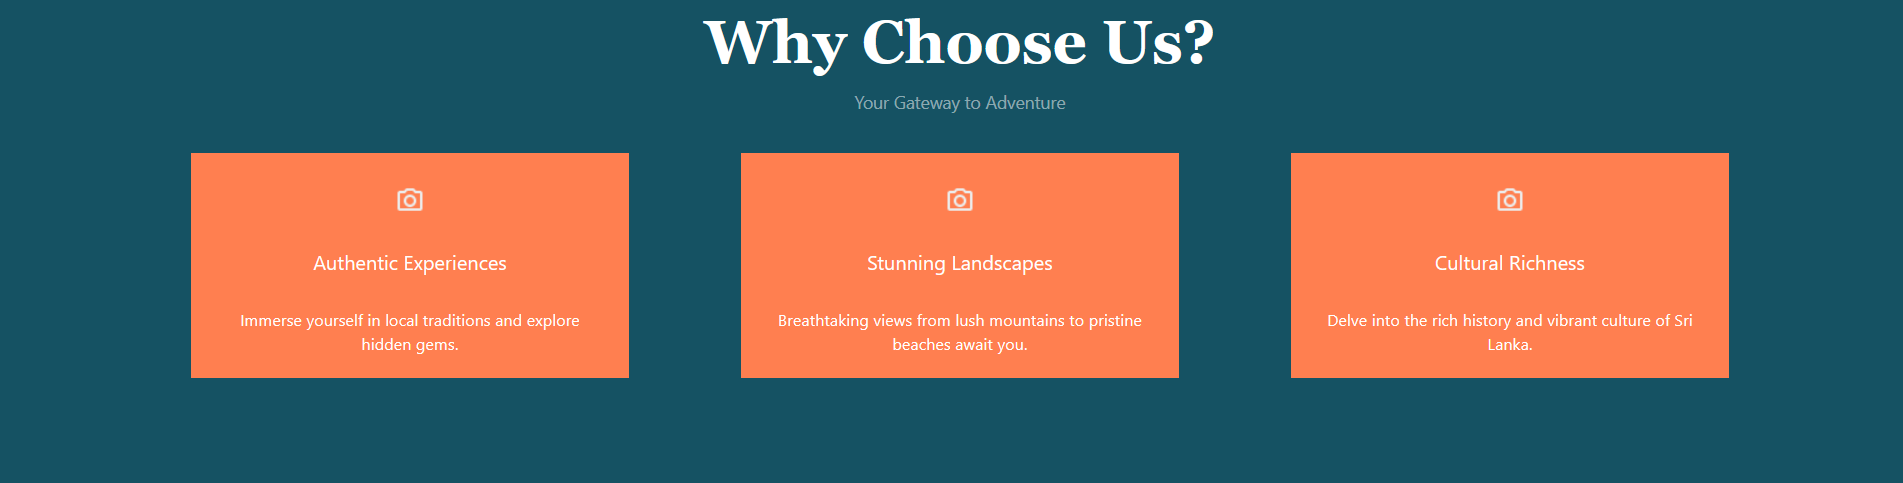 Why Choose Us?
Your Gateway to Adventure
Authentic Experiences
Immerse yourself in local traditions and explore
hidden gems.
Stunning Landscapes
Breathtaking views from lush mountains to pristine
beaches await you.
Cultural Richness
Delve into the rich history and vibrant culture of Sri
Lanka.